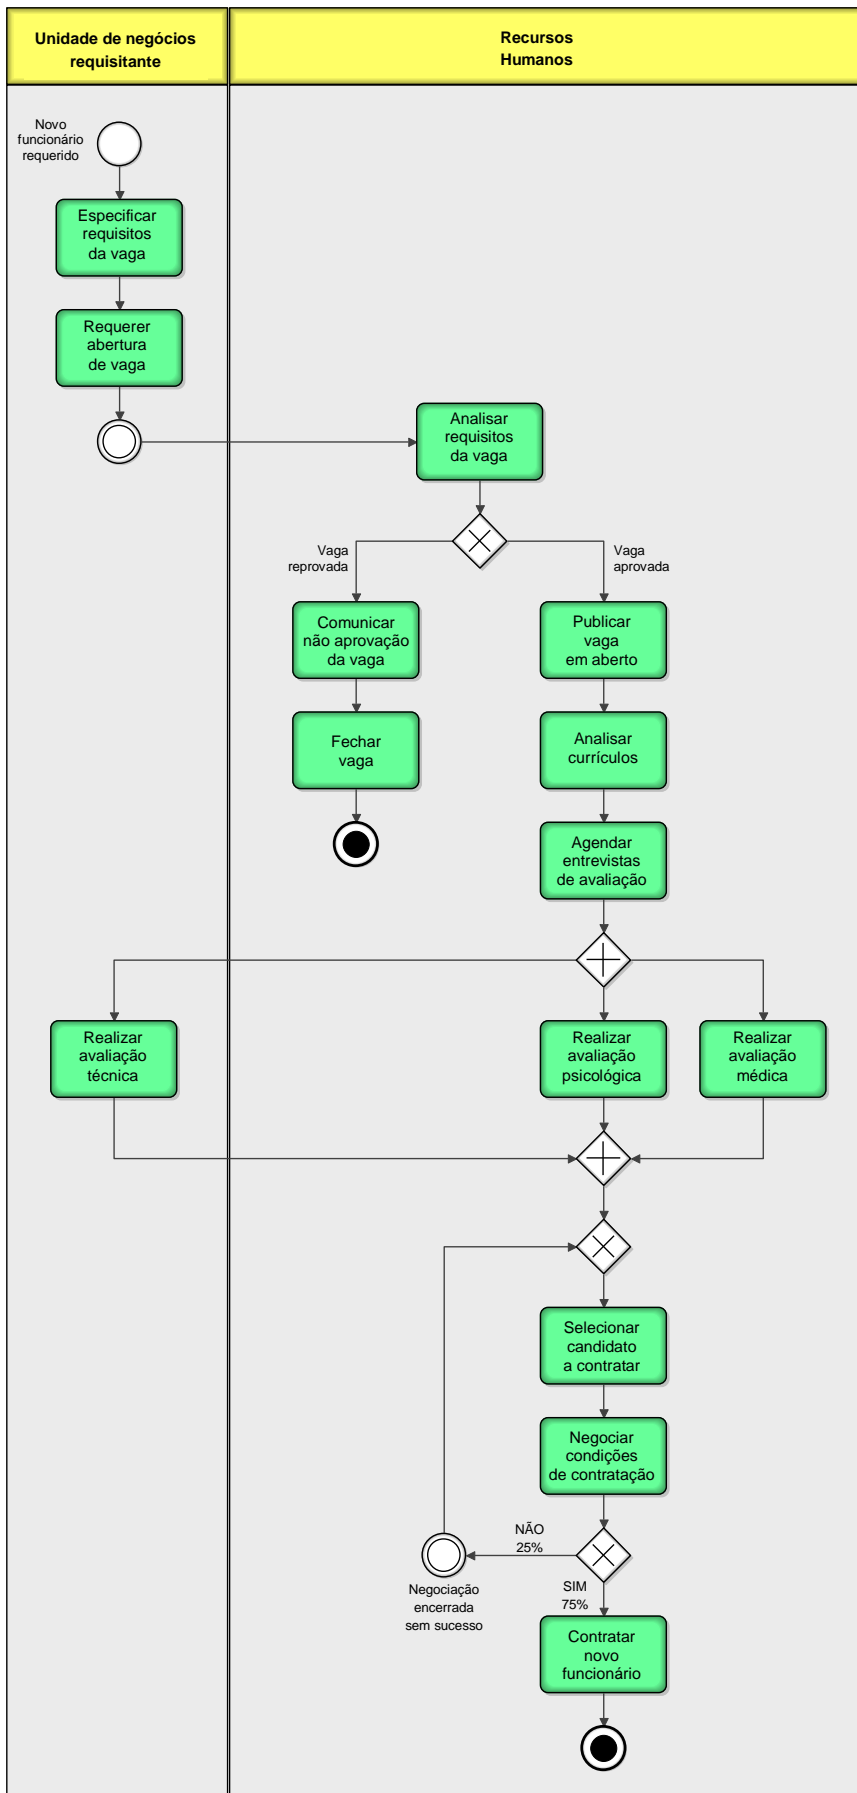 Unidade de negócios
requisitante
Recursos
Humanos
Novo
funcionário
requerido
Especificar
requisitos
da vaga
Requerer
abertura
de vaga
Analisar
requisitos
da vaga
Vaga
reprovada
Vaga
aprovada
Comunicar
não aprovação
da vaga
Publicar
vaga
em aberto
Fechar
vaga
Analisar
currículos
Agendar
entrevistas
de avaliação
Realizar
avaliação
técnica
Realizar
avaliação
psicológica
Realizar
avaliação
médica
Selecionar
candidato
a contratar
Negociar
condições
de contratação
NÃO
25%
Negociação
encerrada
sem sucesso
SIM
75%
Contratar
novo
funcionário